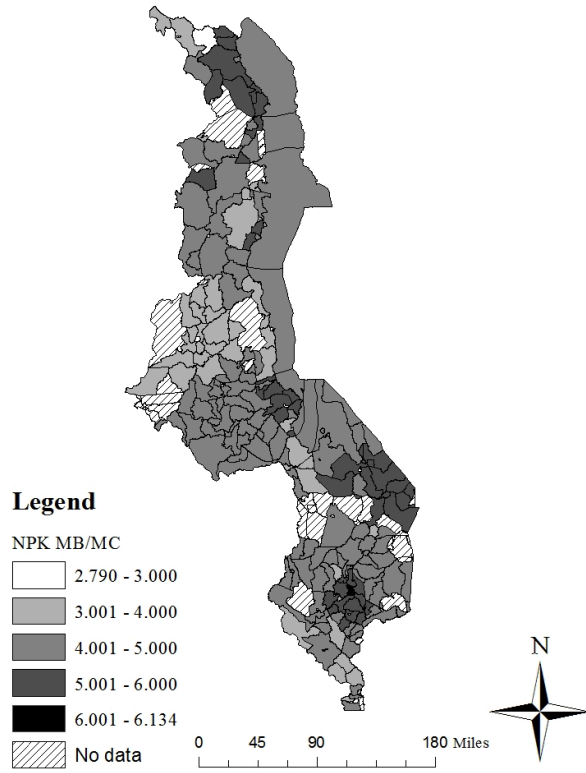 Legend
NPK MB/MC
2.790 - 3.000
3.001 - 4.000
4.001 - 5.000
5.001 - 6.000
6.001 - 6.134
No data
N
0 45 90 180 Miles